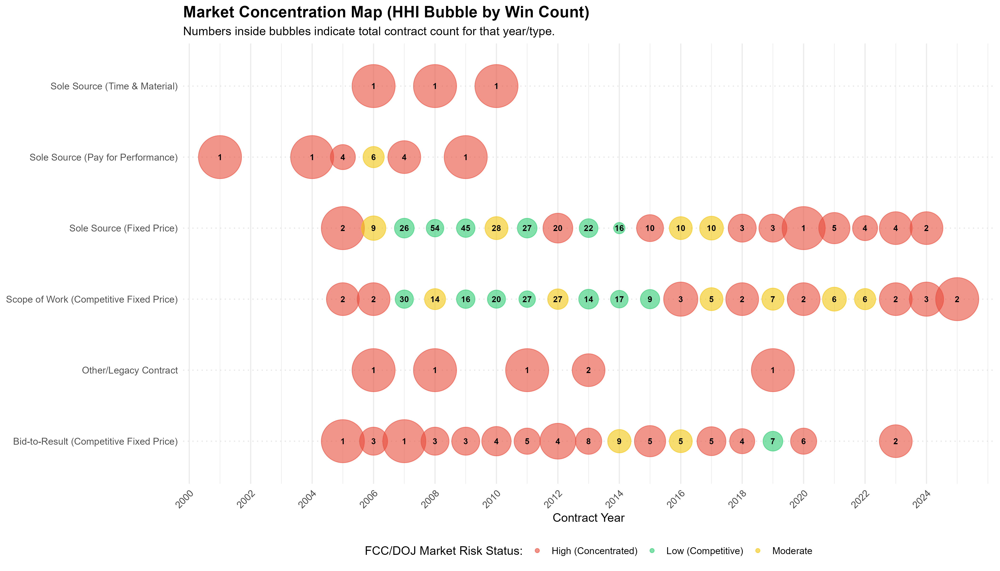 Market Concentration Map (HHI Bubble by Win Count)
Numbers inside bubbles indicate total contract count for that year/type.
Sole Source (Time & Material)
1 1 1
Sole Source (Pay for Performance)
1 1 4 6 4 1
Sole Source (Fixed Price)
2 9 26 54 45 28 27 20 22 16 10 10 10 3 3 1 5 4 4 2
Scope of Work (Competitive Fixed Price)
2 2 30 14 16 20 27 27 14 17 9 3 5 2 7 2 6 6 2 3 2
Other/Legacy Contract
1 1 1 2 1
Bid-to-Result (Competitive Fixed Price)
1 3 1 3 3 4 5 4 8 9 5 5 5 4 7 6 2
2000 2002 2004 2006 2008 2010 2012 2014 2016 2018 2020 2022 2024
Contract Year
FCC/DOJ Market Risk Status: High (Concentrated) Low (Competitive) Moderate